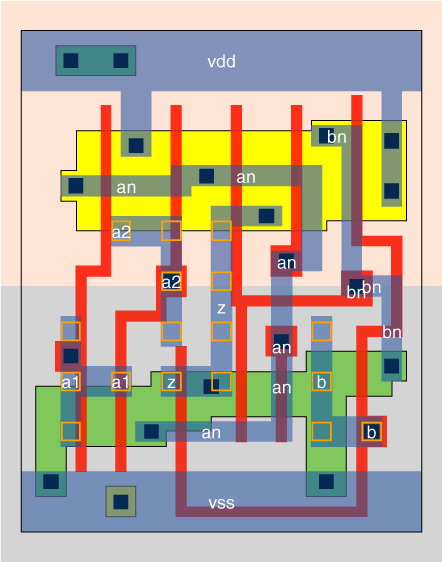 vdd
bn
an an
a2
an
a2 bn bn
z
bn
an
a1 a1 z an b
an b
vss